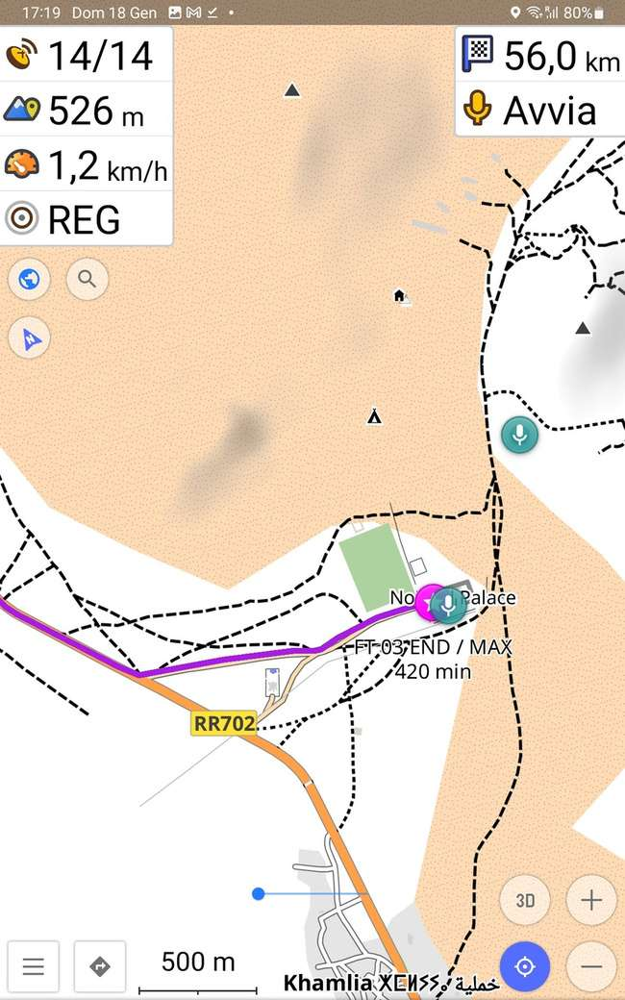 17:19 Dom 18 Gen
80%
14/14
526 m
1,2 km/h
REG
56,0 km
Avvia
Palace
FT 03 END / MAX
420 min
RR702
3D
500 m
Khamlia ⵅⵎⵍⵢⵢⴰ خملية